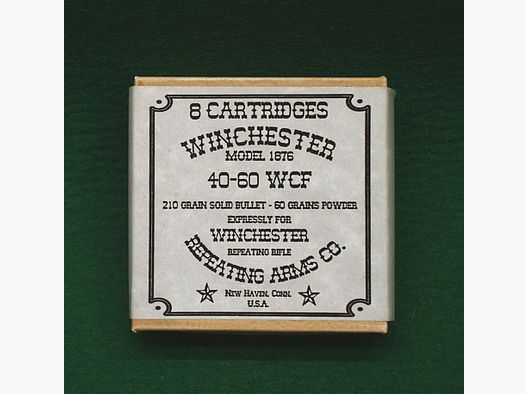 8 CARTRIDGES
WINCHESTER
MODEL 1876
40-60 WCF
210 GRAIN SOLID BULLET - 60 GRAINS POWDER
EXPRESSLY FOR
WINCHESTER
REPEATING RIFLE
REPEATING ARMS CO.
NEW HAVEN, CONN.
U.S.A.